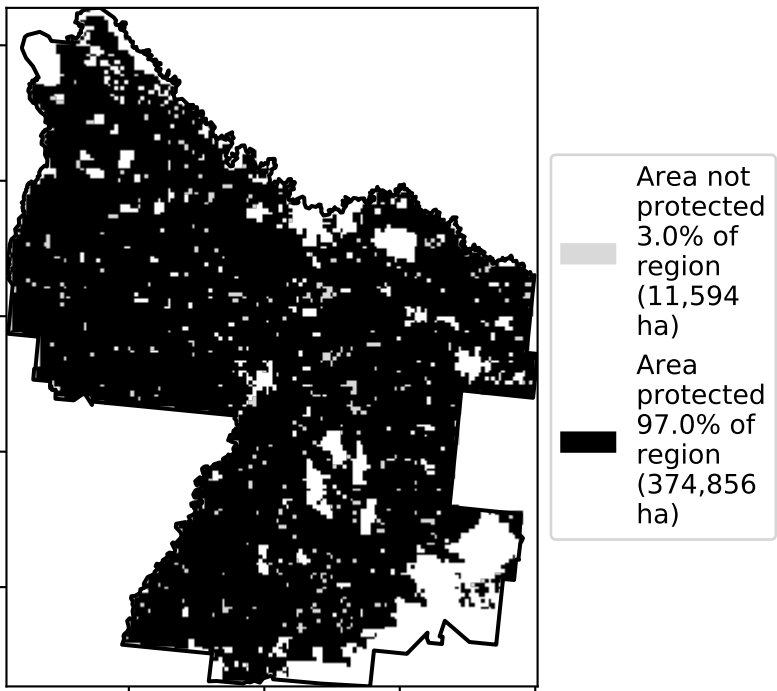 Area not
protected
3.0% of
region
(11,594
ha)
Area
protected
97.0% of
region
(374,856
ha)